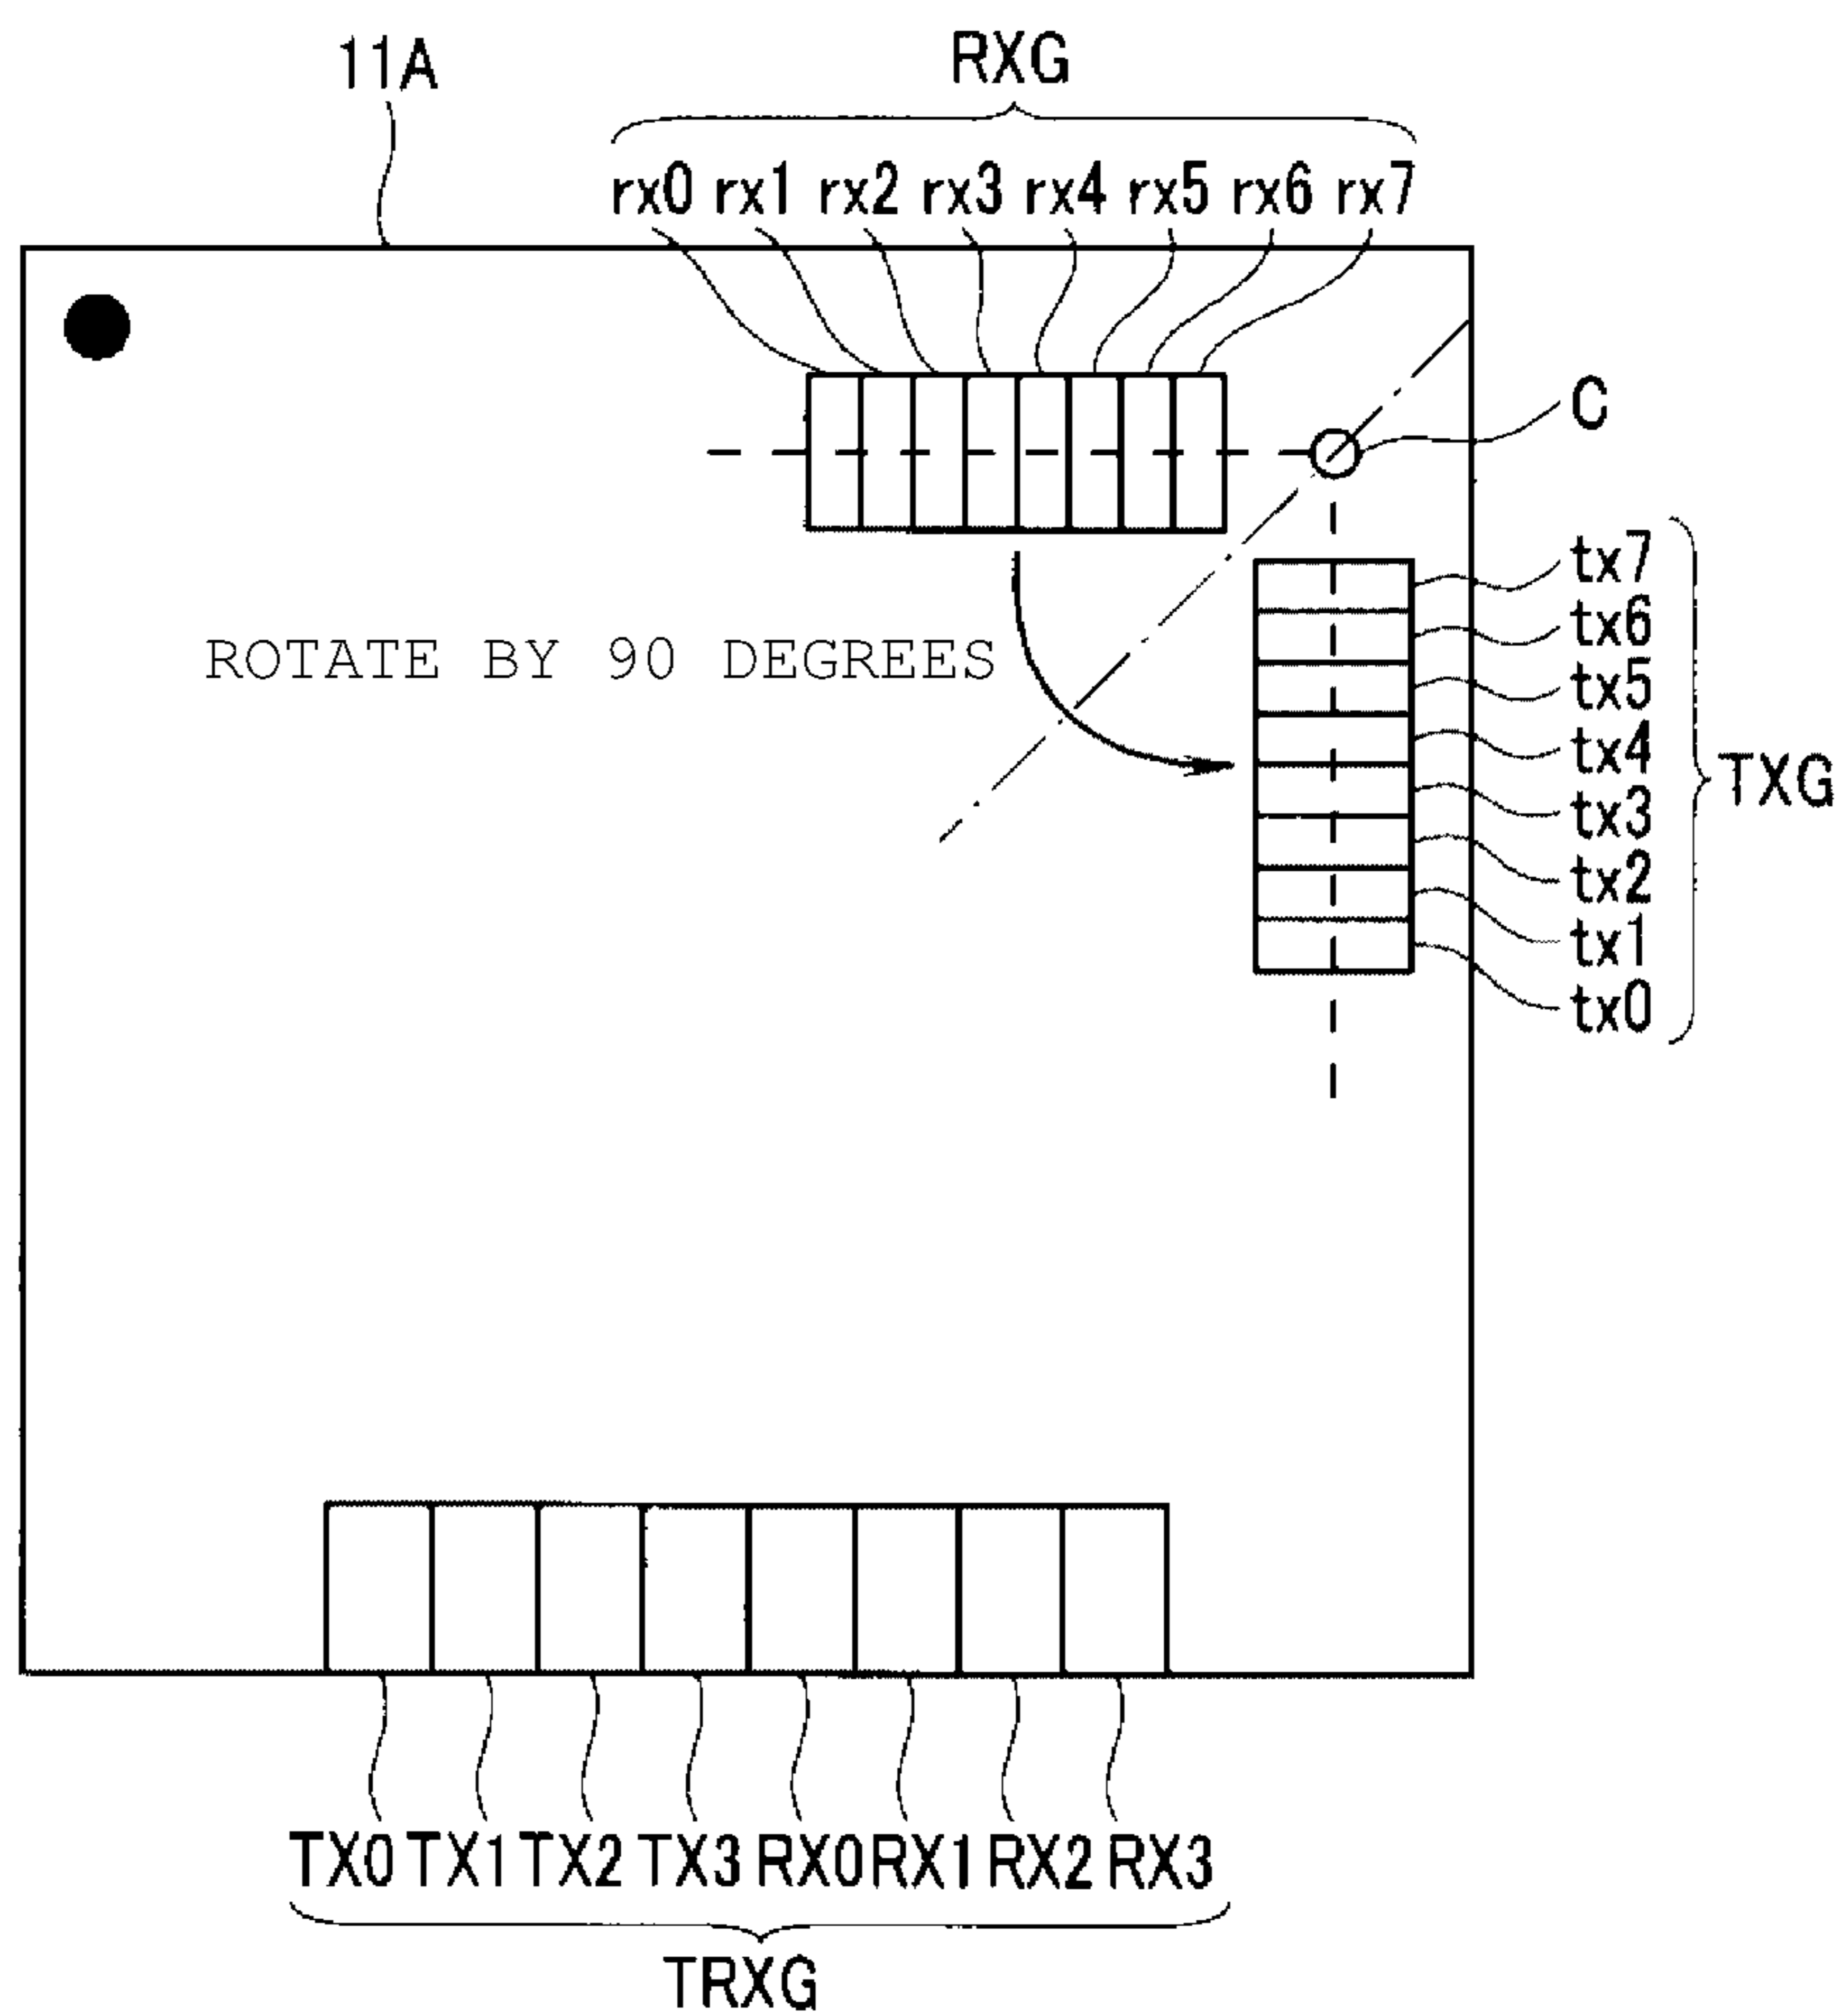 11A
RXG
rx0 rx1 rx2 rx3 rx4 rx5 rx6 rx7
C
tx7
tx6
ROTATE BY 90 DEGREES
tx5
tx4
TXG
tx3
tx2
tx1
tx0
TX0 TX1 TX2 TX3 RX0 RX1 RX2 RX3
TRXG